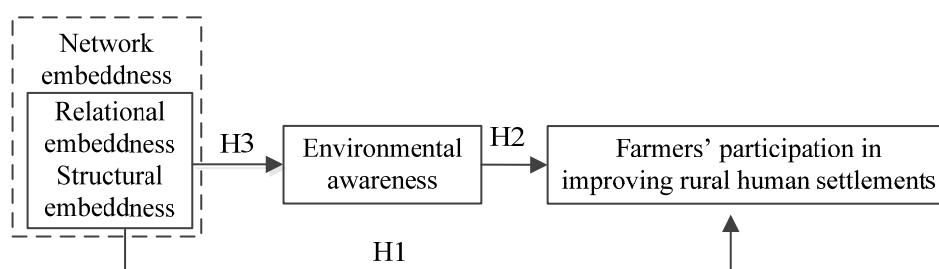 Network
embeddness
Relational
embeddness
Structural
embeddness
H3
Environmental
awareness
H2
Farmers’ participation in
improving rural human settlements
H1